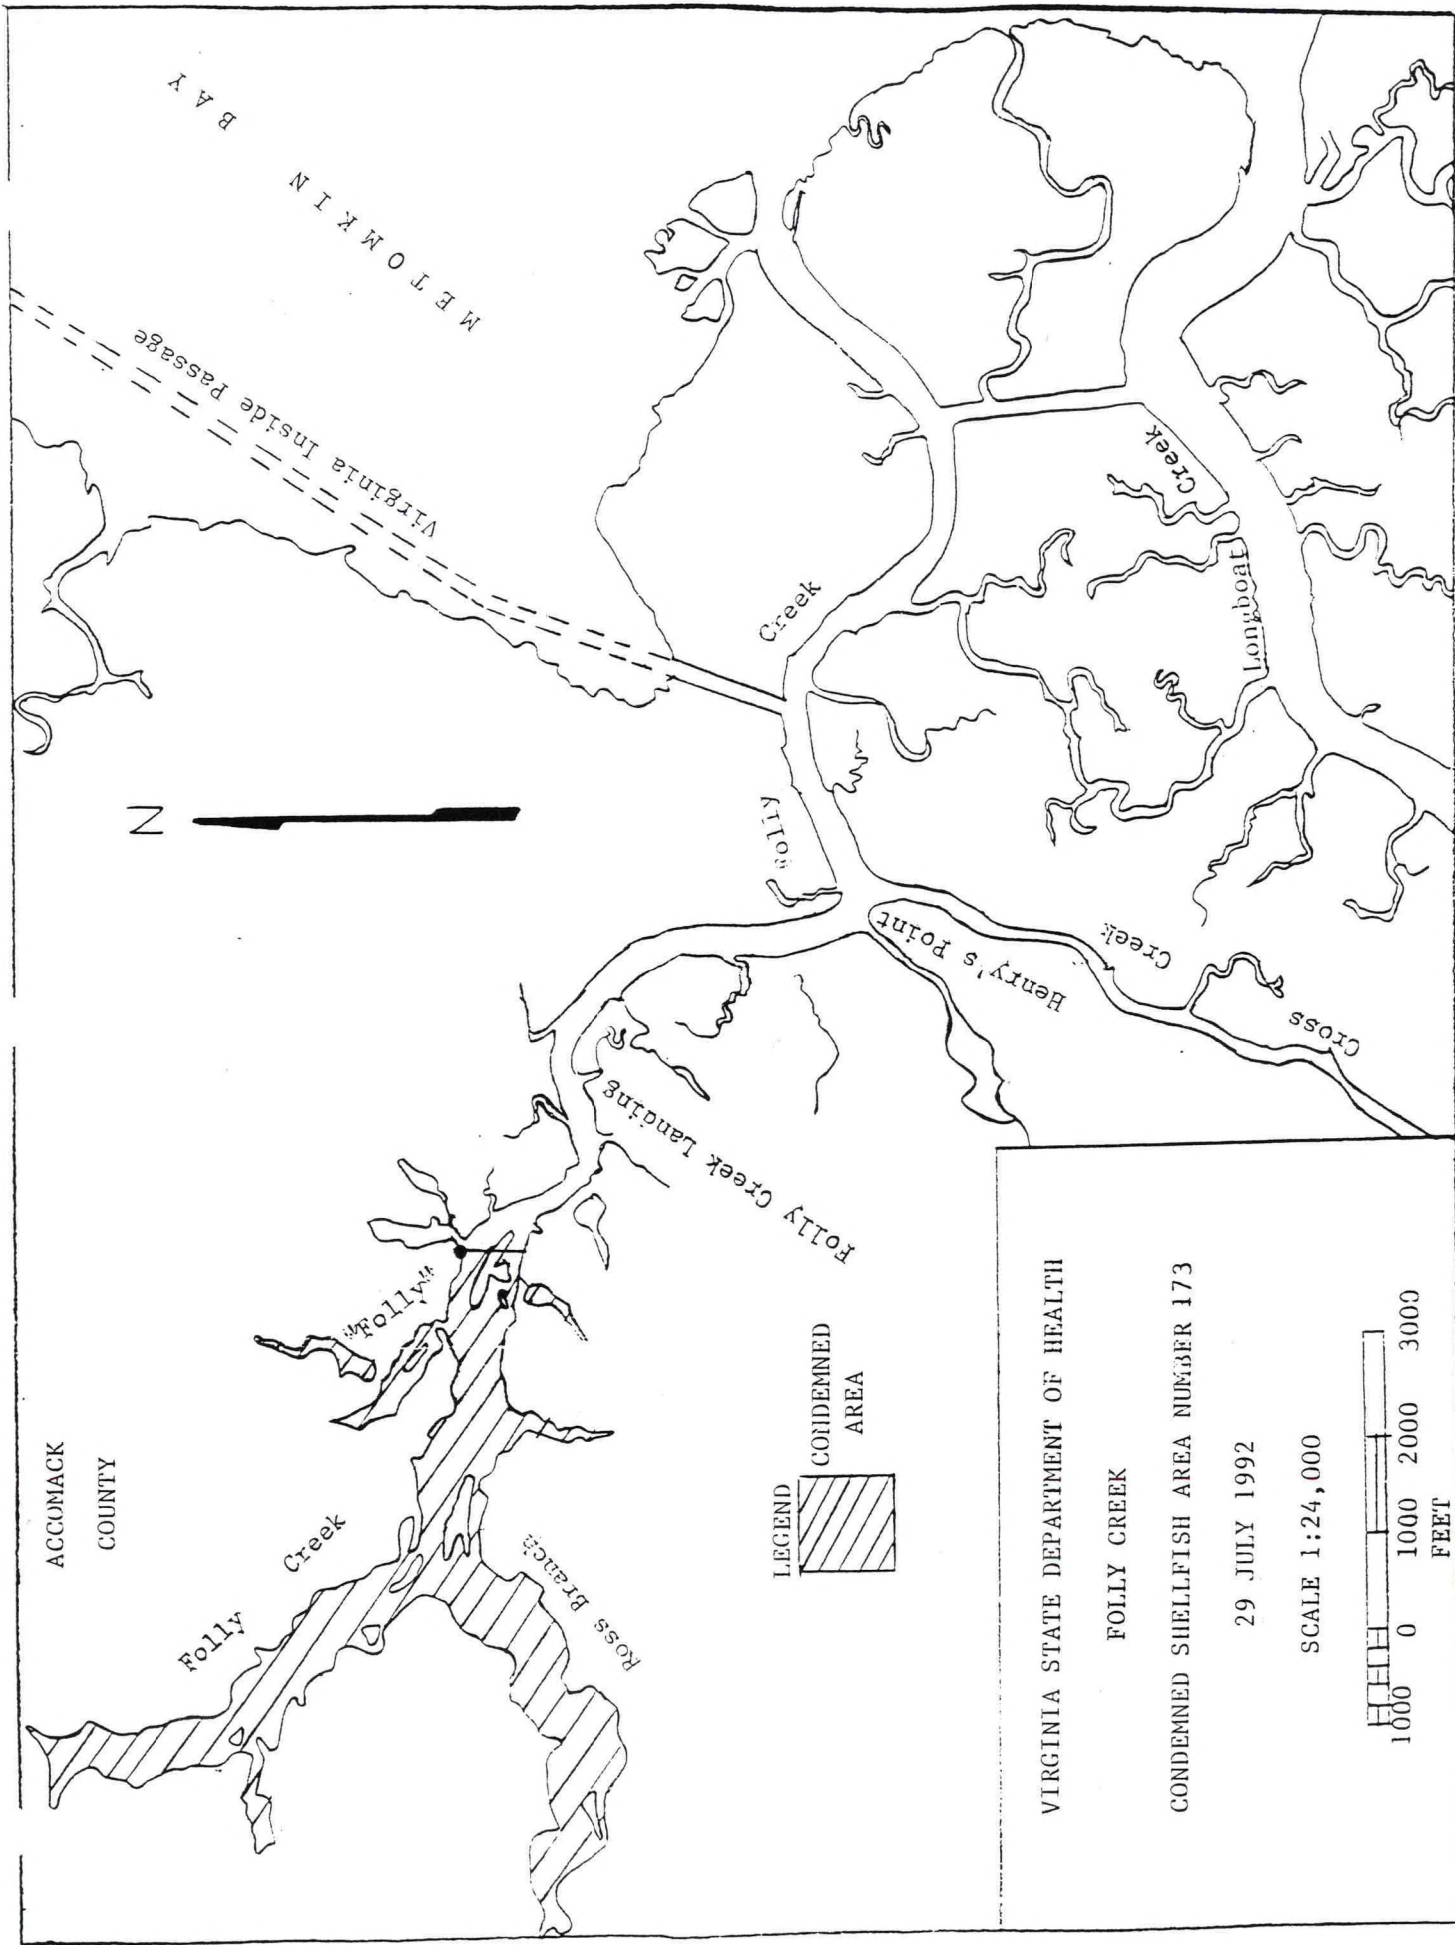 ACCOMACK
COUNTY
Folly
Creek
Ross Branch
"Folly"
Folly Creek Landing
N
Folly
Creek
Henry's Point
Cross
Creek
Longboat
Creek
Virginia Inside Passage
METOMKIN
BAY
LEGEND
CONDEMNED
AREA
VIRGINIA STATE DEPARTMENT OF HEALTH
FOLLY CREEK
CONDEMNED SHELLFISH AREA NUMBER 173
29 JULY 1992
SCALE 1:24,000
1000 0 1000 2000 3000
FEET